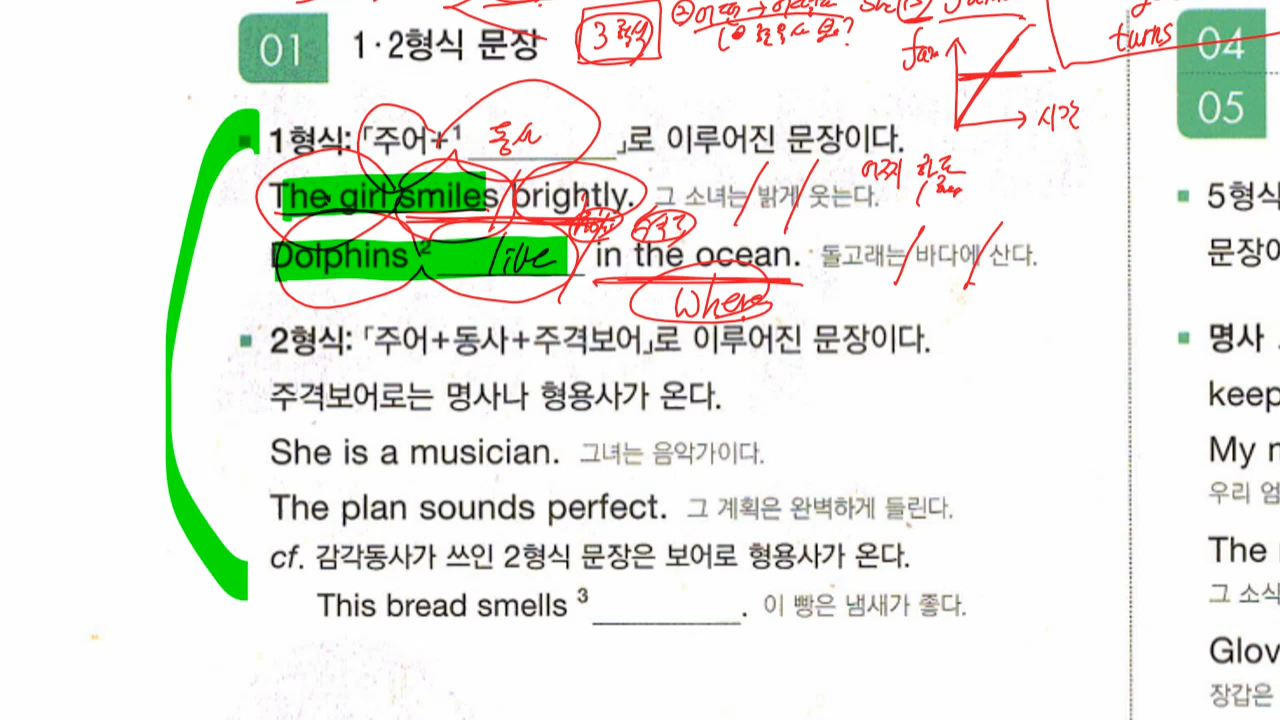 01 1·2형식 문장
3형식
turns
시간
■ 1형식: 「주어+¹ 동사 」로 이루어진 문장이다.
The girl smiles brightly. 그 소녀는 밝게 웃는다.
Dolphins ² live in the ocean. 돌고래는 바다에 산다.
where
■ 2형식: 「주어+동사+주격보어」로 이루어진 문장이다.
주격보어로는 명사나 형용사가 온다.
She is a musician. 그녀는 음악가이다.
The plan sounds perfect. 그 계획은 완벽하게 들린다.
cf. 감각동사가 쓰인 2형식 문장은 보어로 형용사가 온다.
This bread smells ³ . 이 빵은 냄새가 좋다.
04
05
■ 5형식
문장
■ 명사
keep
My
우리
The
그 소식
Glov
장갑은